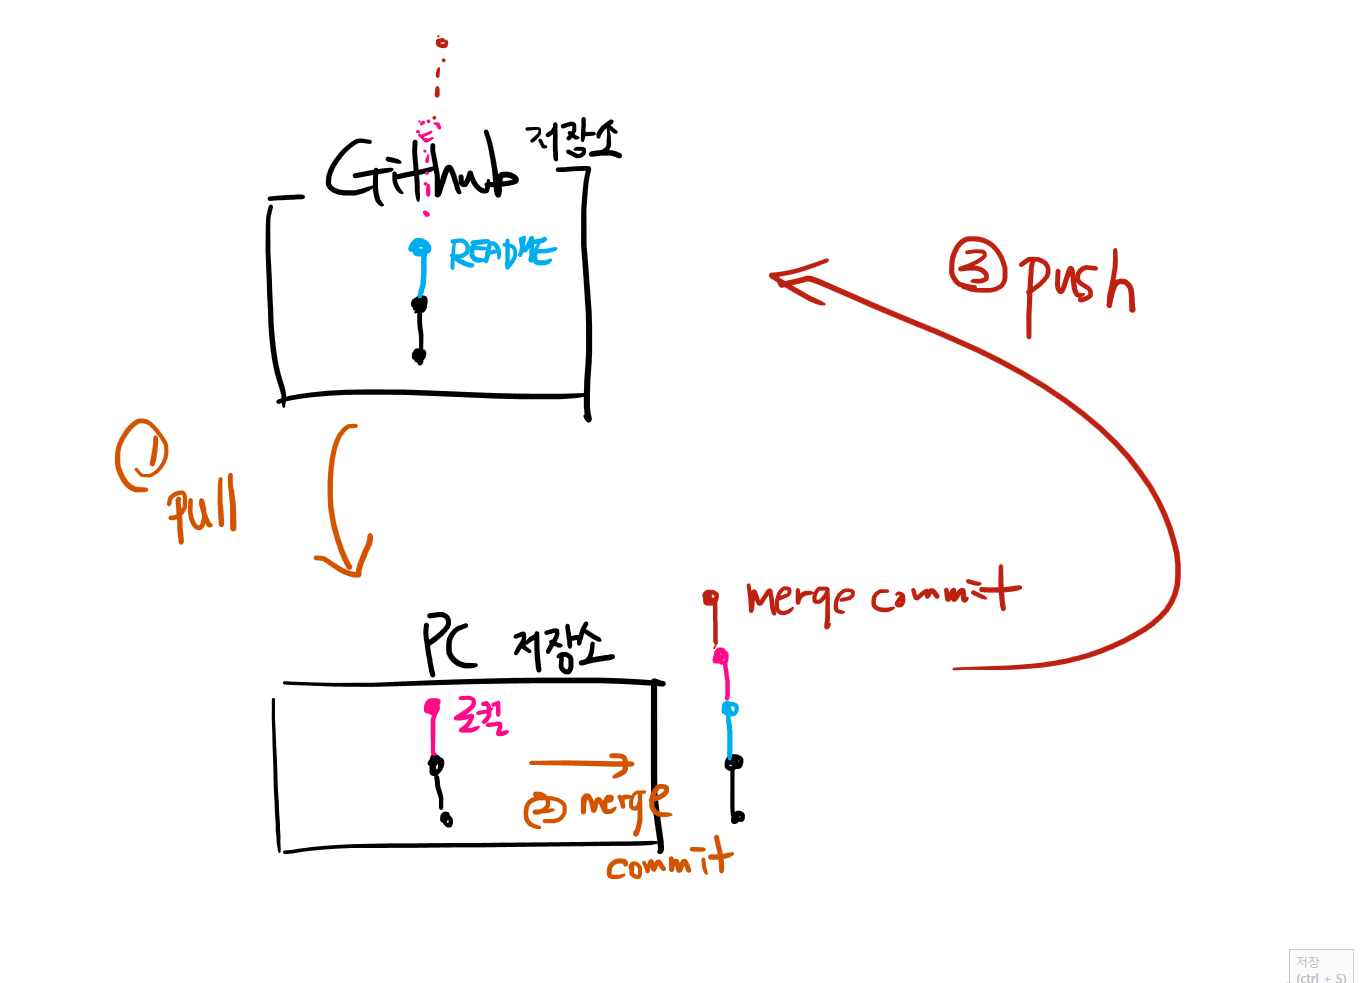 Github 저장소
README
③ push
① pull
merge commit
PC 저장소
로컬
② merge
commit
저장
(ctrl + S)